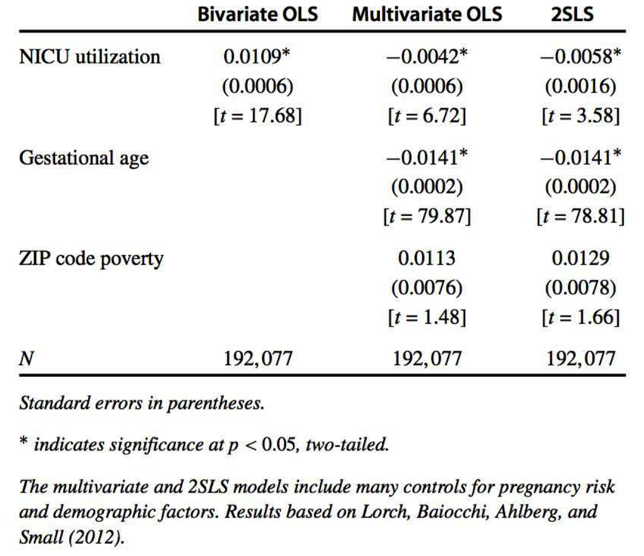 Bivariate OLS Multivariate OLS 2SLS
NICU utilization 0.0109* −0.0042* −0.0058*
(0.0006) (0.0006) (0.0016)
[t = 17.68] [t = 6.72] [t = 3.58]
Gestational age −0.0141* −0.0141*
(0.0002) (0.0002)
[t = 79.87] [t = 78.81]
ZIP code poverty 0.0113 0.0129
(0.0076) (0.0078)
[t = 1.48] [t = 1.66]
N 192,077 192,077 192,077
Standard errors in parentheses.
* indicates significance at p < 0.05, two-tailed.
The multivariate and 2SLS models include many controls for pregnancy risk
and demographic factors. Results based on Lorch, Baiocchi, Ahlberg, and
Small (2012).